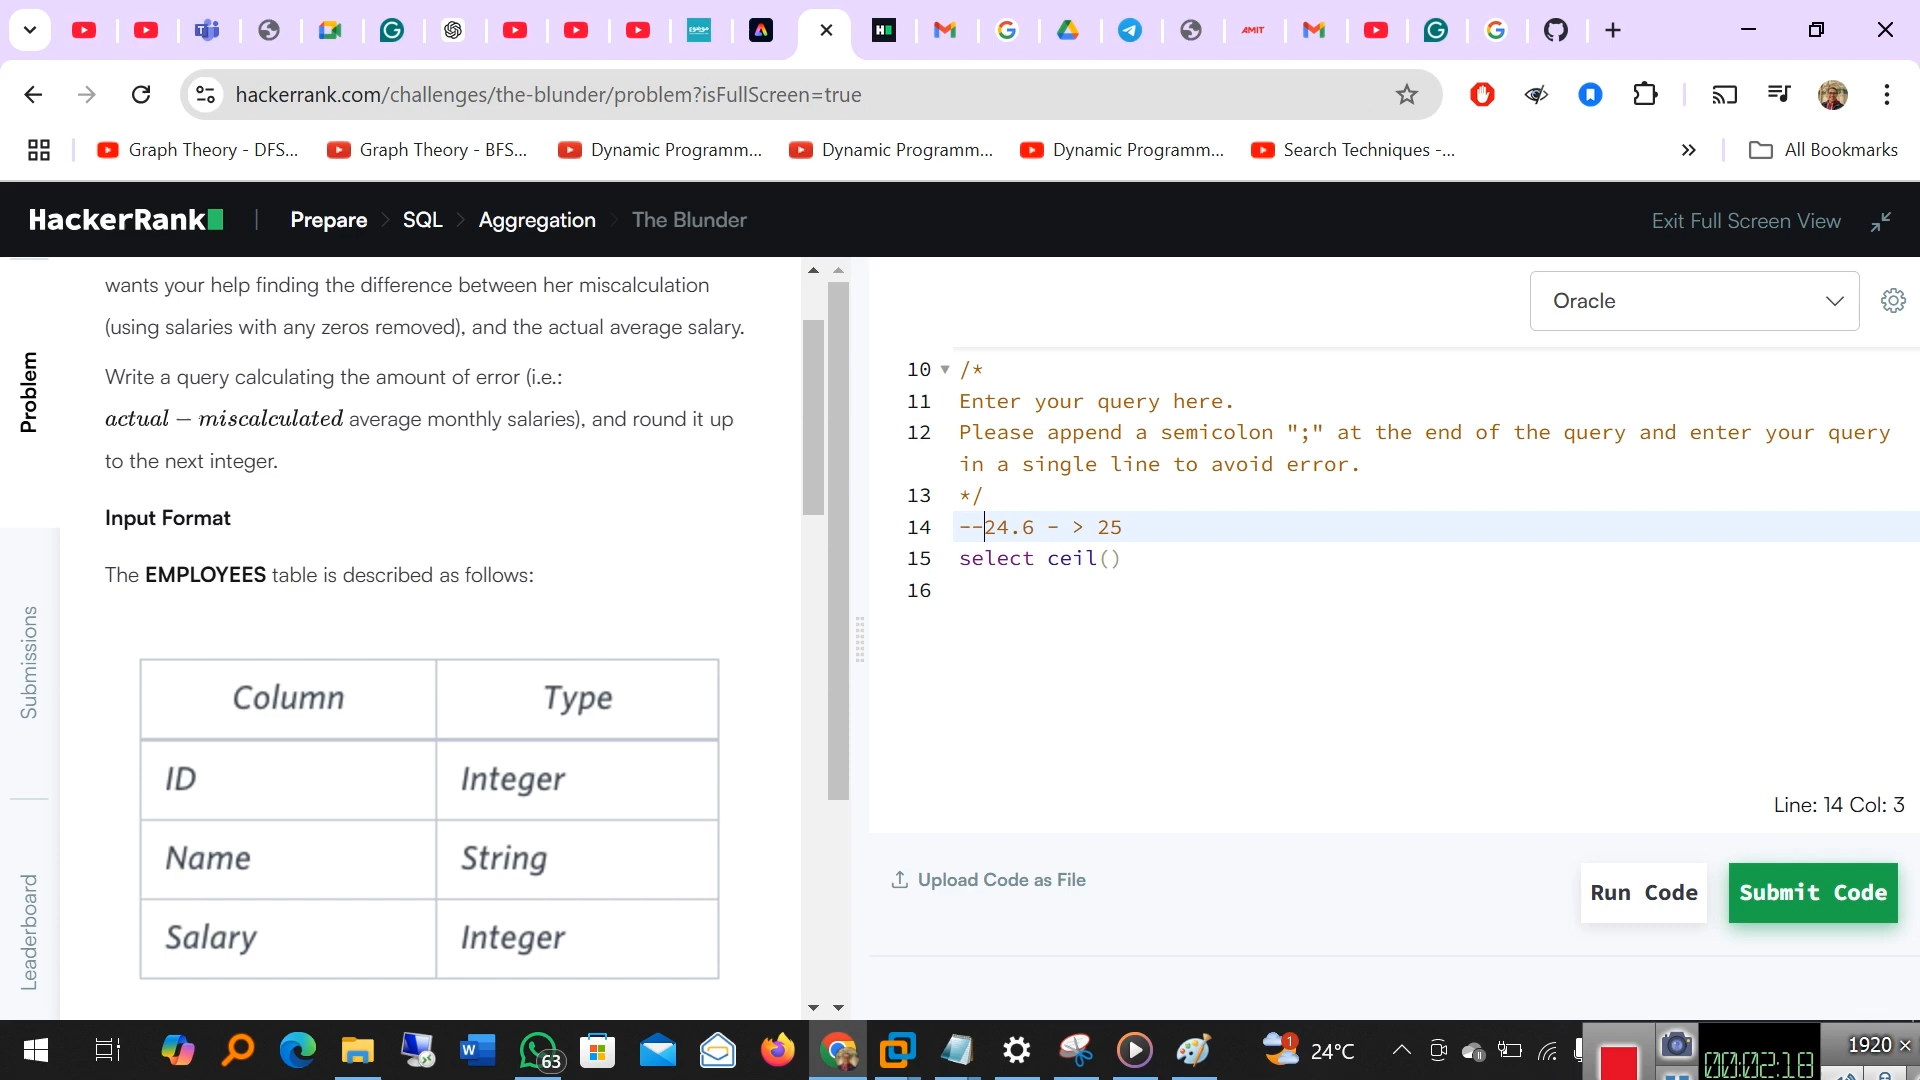 hackerrank.com/challenges/the-blunder/problem?isFullScreen=true
Graph Theory - DFS...
Graph Theory - BFS...
Dynamic Programm...
Dynamic Programm...
Dynamic Programm...
Search Techniques -...
»
All Bookmarks
HackerRank
Prepare
SQL
Aggregation
The Blunder
Exit Full Screen View
Problem
Submissions
Leaderboard
wants your help finding the difference between her miscalculation
(using salaries with any zeros removed), and the actual average salary.
Write a query calculating the amount of error (i.e.:
actual − miscalculated average monthly salaries), and round it up
to the next integer.
Input Format
The EMPLOYEES table is described as follows:
Column Type
ID Integer
Name String
Salary Integer
Oracle
10 /*
11 Enter your query here.
12 Please append a semicolon ";" at the end of the query and enter your query
in a single line to avoid error.
13 */
14 --24.6 - > 25
15 select ceil()
16
Line: 14 Col: 3
Upload Code as File
Run Code
Submit Code
AMIT
63
1
24°C
00:02:18
1920 ×